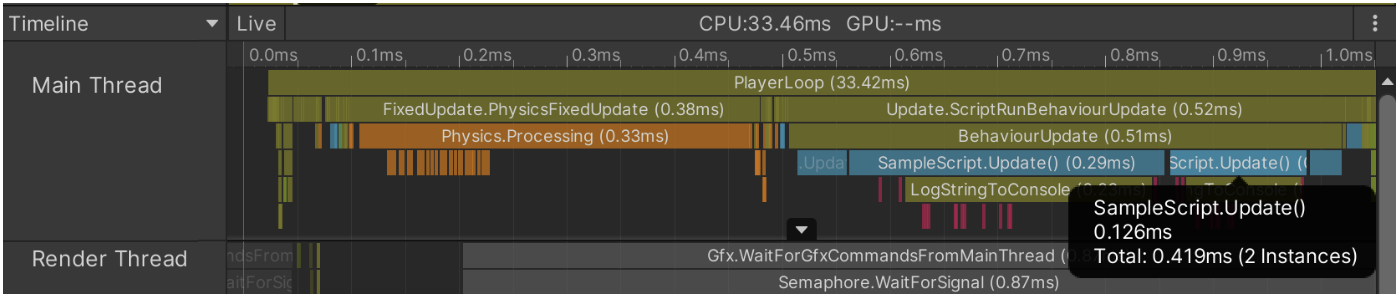 Timeline Live CPU:33.46ms GPU:--ms
0.0ms 0.1ms 0.2ms 0.3ms 0.4ms 0.5ms 0.6ms 0.7ms 0.8ms 0.9ms 1.0ms
Main Thread
PlayerLoop (33.42ms)
FixedUpdate.PhysicsFixedUpdate (0.38ms) Update.ScriptRunBehaviourUpdate (0.52ms)
Physics.Processing (0.33ms) BehaviourUpdate (0.51ms)
.Upda SampleScript.Update() (0.29ms) Script.Update() (
LogStringToConsole
SampleScript.Update()
0.126ms
Total: 0.419ms (2 Instances)
Render Thread
ndsFrom Gfx.WaitForGfxCommandsFromMainThread
aitForSig Semaphore.WaitForSignal (0.87ms)